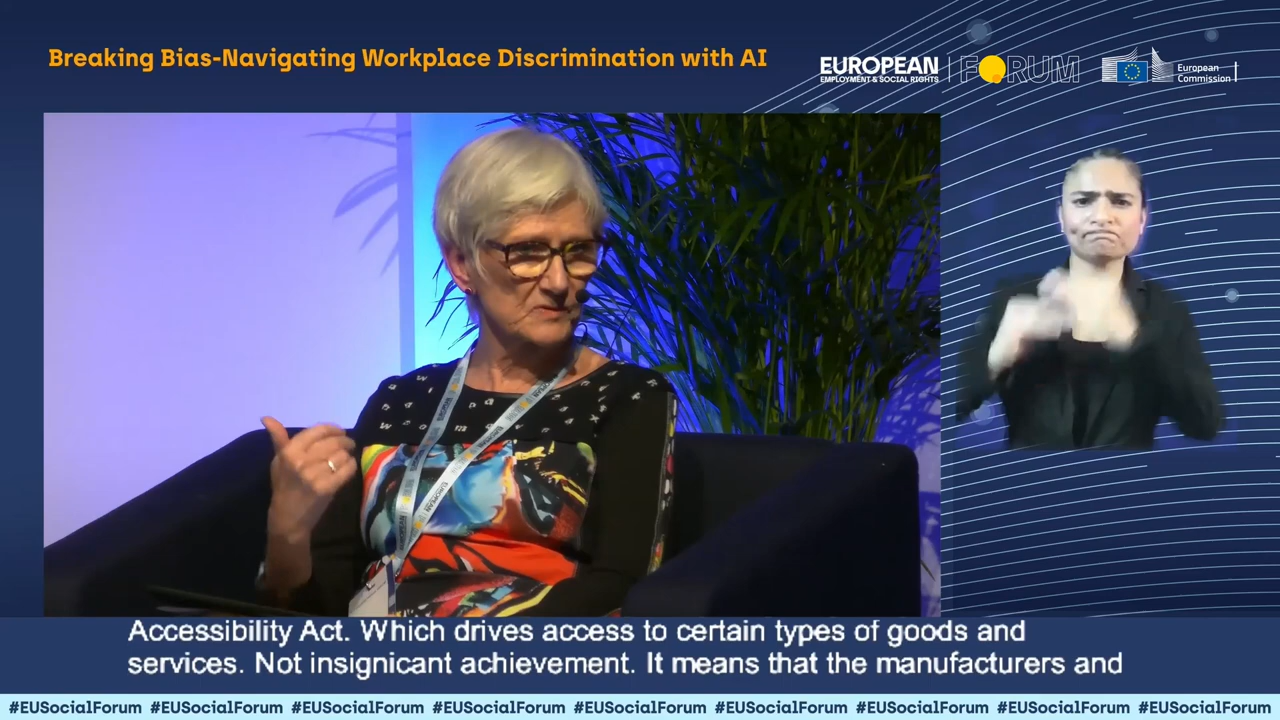 Breaking Bias-Navigating Workplace Discrimination with AI
EUROPEAN
EMPLOYMENT & SOCIAL RIGHTS
FORUM
European
Commission
Accessibility Act. Which drives access to certain types of goods and
services. Not insignicant achievement. It means that the manufacturers and
#EUSocialForum #EUSocialForum #EUSocialForum #EUSocialForum #EUSocialForum #EUSocialForum #EUSocialForum #EUSocialForum #EUSocialForum